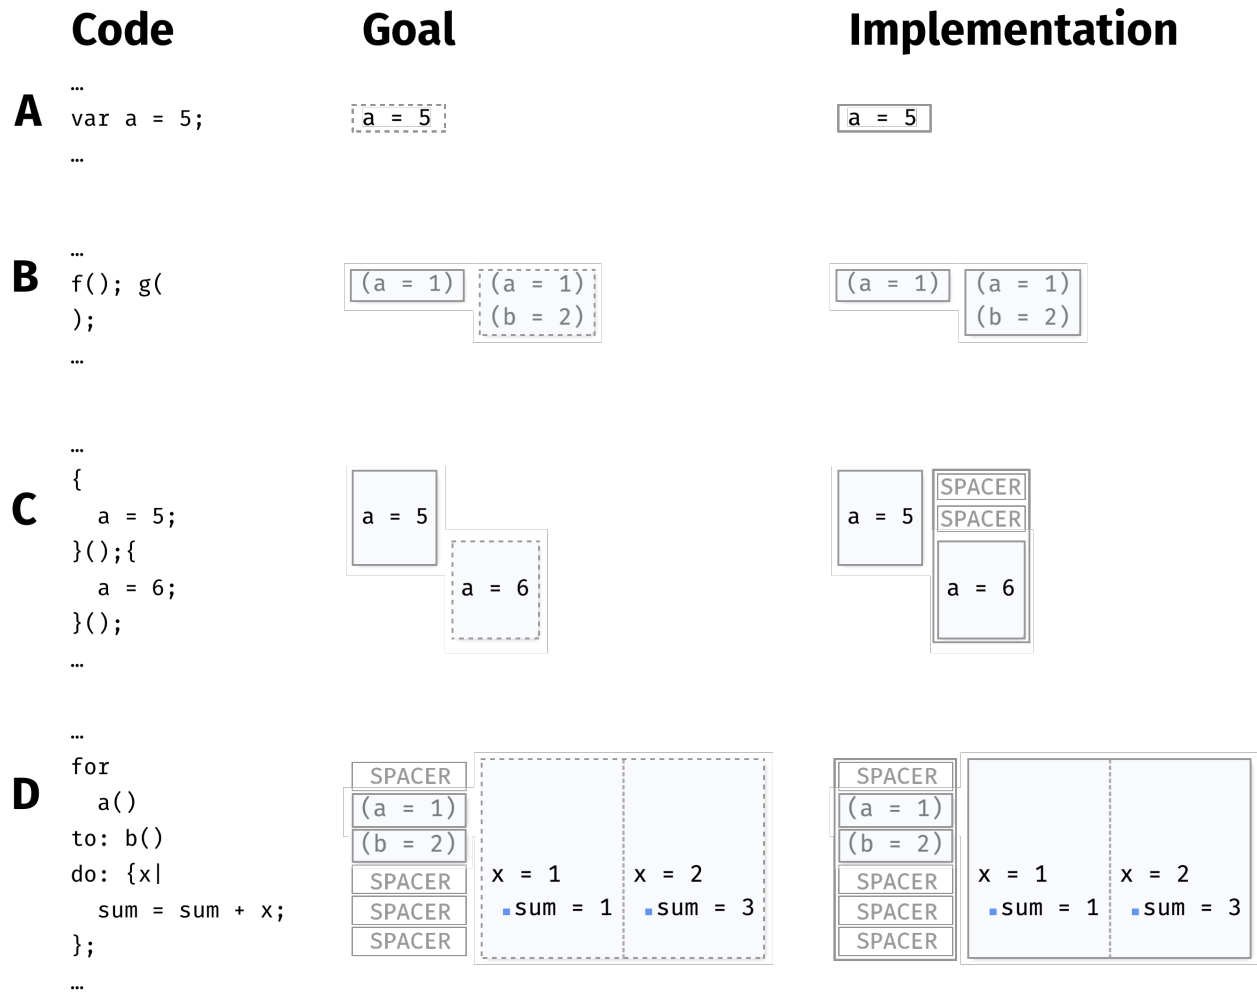 Code Goal Implementation
A
…
var a = 5;
…
a = 5
a = 5
B
…
f(); g(
);
…
(a = 1) (a = 1)
(b = 2)
(a = 1) (a = 1)
(b = 2)
C
…
{
  a = 5;
}();{
  a = 6;
}();
…
a = 5
a = 6
a = 5
SPACER
SPACER
a = 6
D
…
for
  a()
to: b()
do: {x|
  sum = sum + x;
};
…
SPACER
(a = 1)
(b = 2)
SPACER
SPACER
SPACER
x = 1 x = 2
sum = 1 sum = 3
SPACER
(a = 1)
(b = 2)
SPACER
SPACER
SPACER
x = 1 x = 2
sum = 1 sum = 3